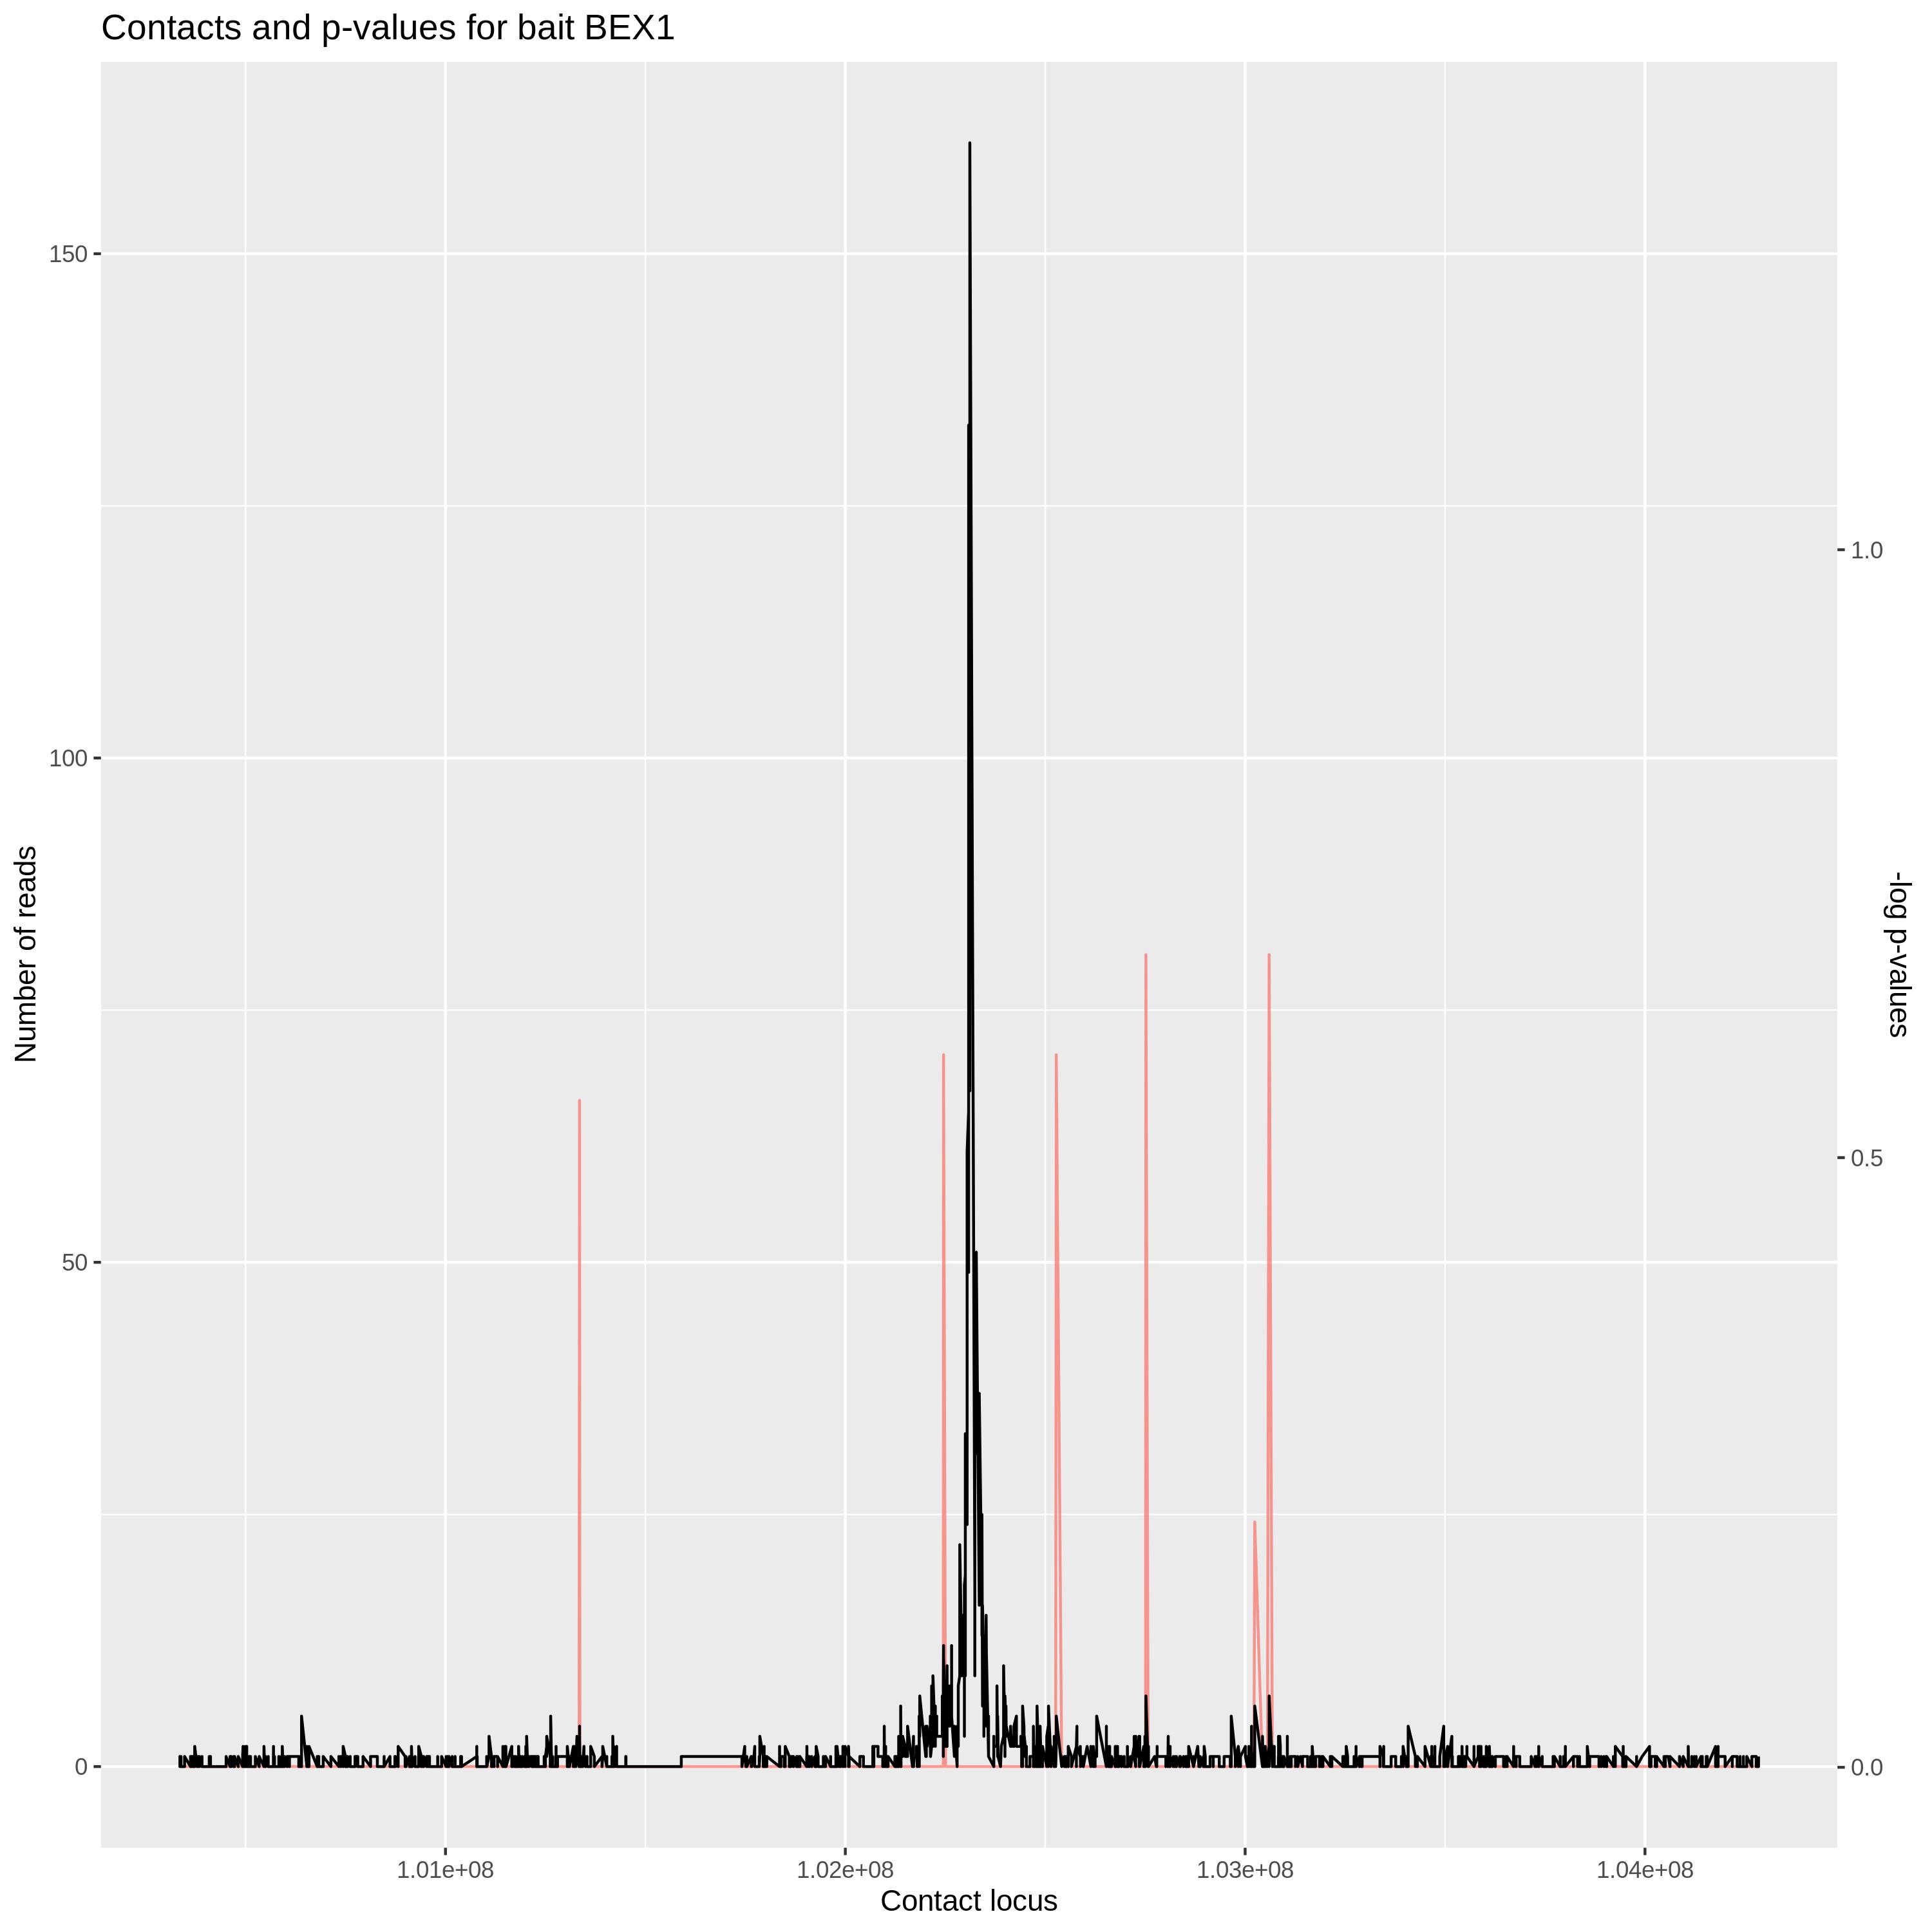 Contacts and p-values for bait BEX1
Number of reads
150
100
50
0
1.0
0.5
0.0
-log p-values
1.01e+08
1.02e+08
1.03e+08
1.04e+08
Contact locus